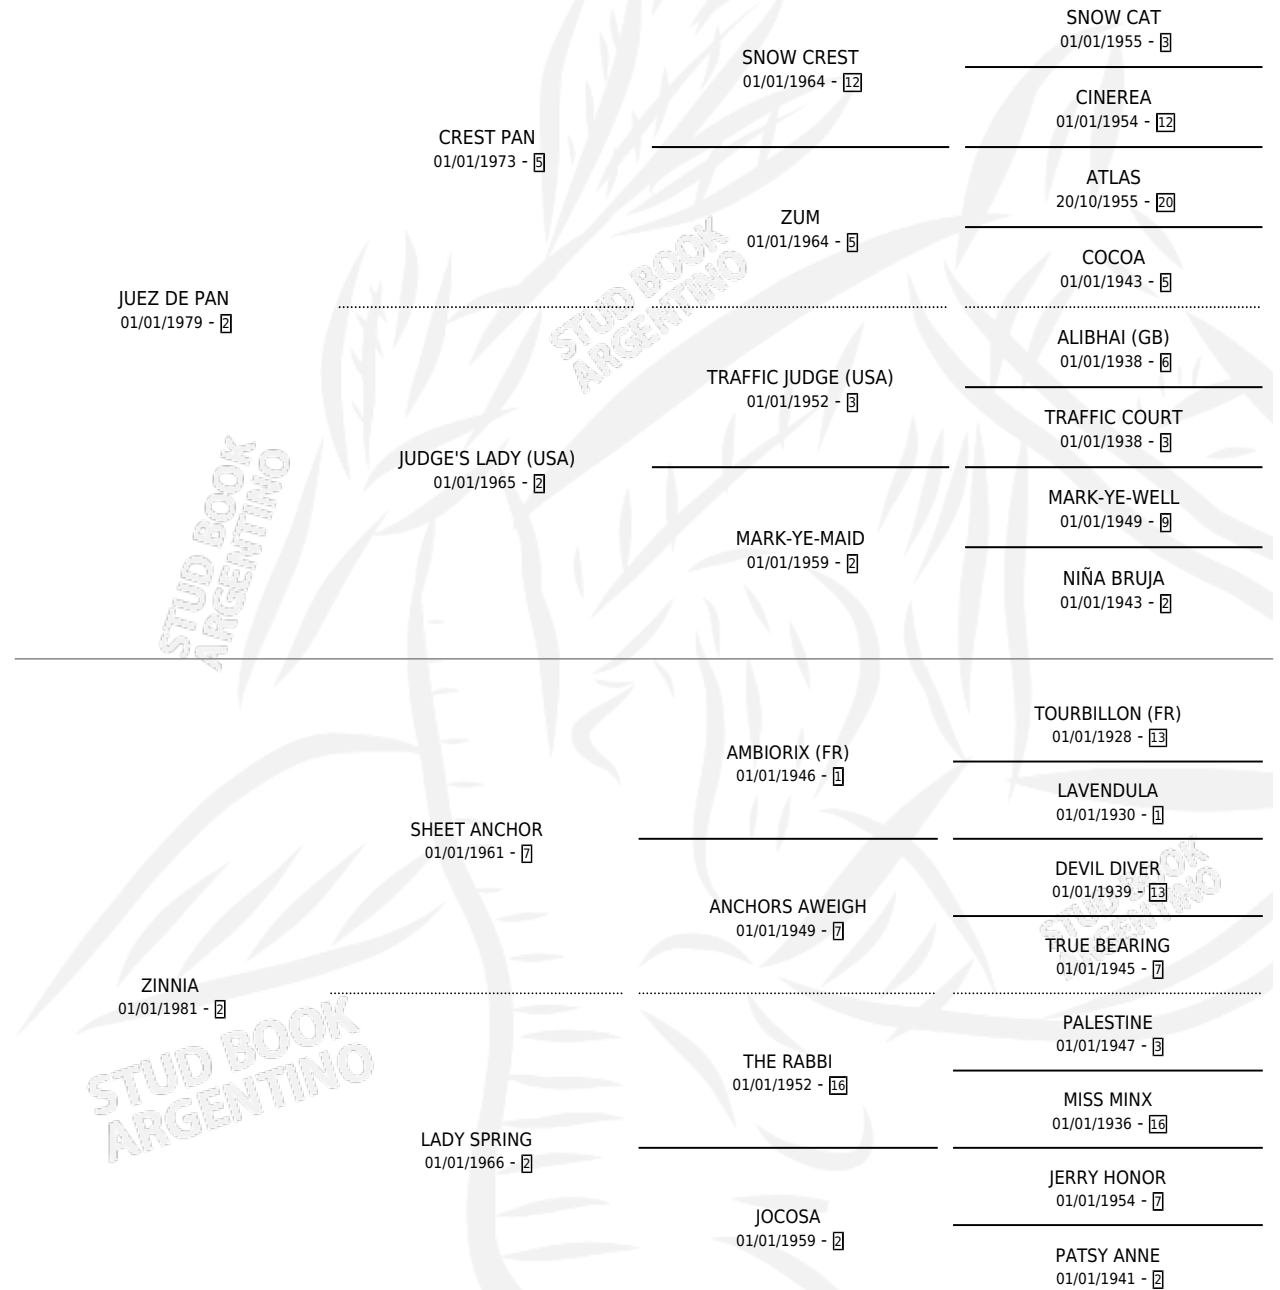 SNOW CAT
01/01/1955 - 3
SNOW CREST
01/01/1964 - 12
CINEREA
01/01/1954 - 12
CREST PAN
01/01/1973 - 5
ATLAS
20/10/1955 - 20
ZUM
01/01/1964 - 5
COCOA
01/01/1943 - 5
JUEZ DE PAN
01/01/1979 - 2
STUD BOOK
ARGENTINO
ALIBHAI (GB)
01/01/1938 - 6
TRAFFIC JUDGE (USA)
01/01/1952 - 3
TRAFFIC COURT
01/01/1938 - 3
JUDGE'S LADY (USA)
01/01/1965 - 2
MARK-YE-WELL
01/01/1949 - 9
MARK-YE-MAID
01/01/1959 - 2
NIÑA BRUJA
01/01/1943 - 2
STUD BOOK
ARGENTINO
TOURBILLON (FR)
01/01/1928 - 13
AMBIORIX (FR)
01/01/1946 - 1
LAVENDULA
01/01/1930 - 1
SHEET ANCHOR
01/01/1961 - 7
DEVIL DIVER
01/01/1939 - 13
ANCHORS AWEIGH
01/01/1949 - 7
STUD BOOK
ARGENTINO
TRUE BEARING
01/01/1945 - 7
ZINNIA
01/01/1981 - 2
STUD BOOK
ARGENTINO
PALESTINE
01/01/1947 - 3
THE RABBI
01/01/1952 - 16
MISS MINX
01/01/1936 - 16
LADY SPRING
01/01/1966 - 2
JERRY HONOR
01/01/1954 - 7
JOCOSA
01/01/1959 - 2
PATSY ANNE
01/01/1941 - 2